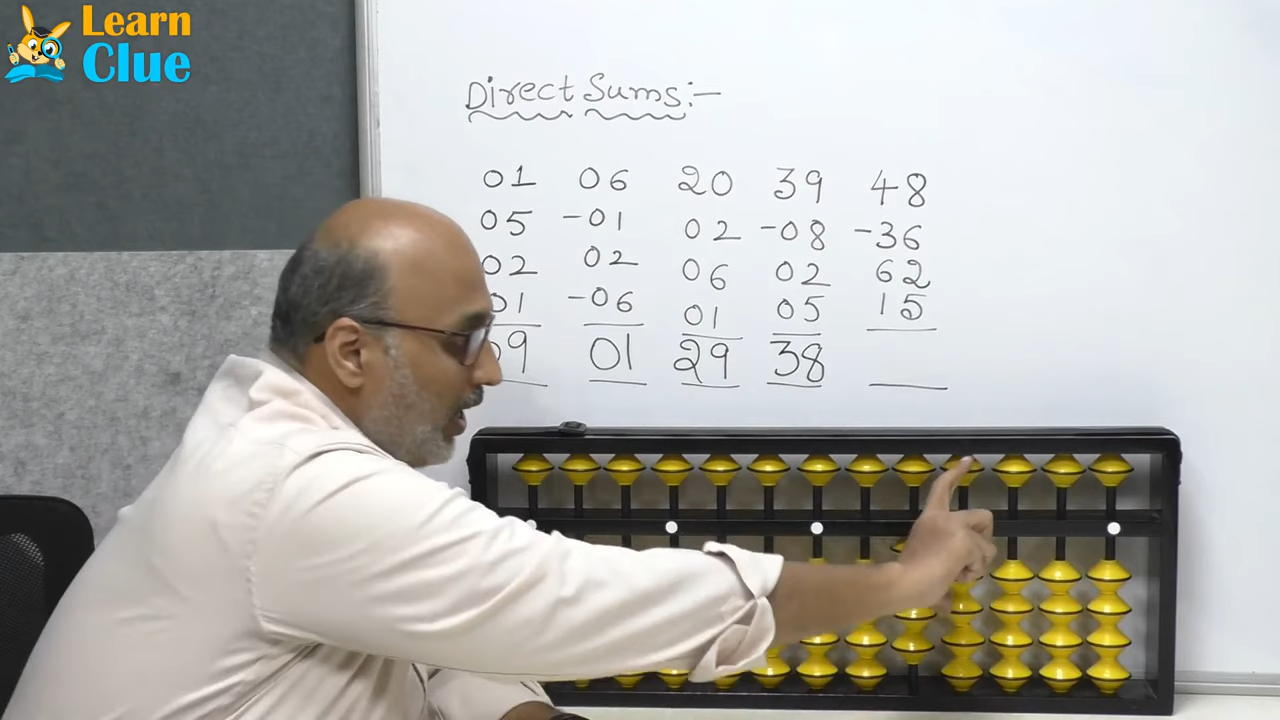 Learn
Clue
Direct Sums:-
01 06 20 39 48
05 -01 02 -08 -36
02 02 06 02 62
01 -06 01 05 15
09 01 29 38